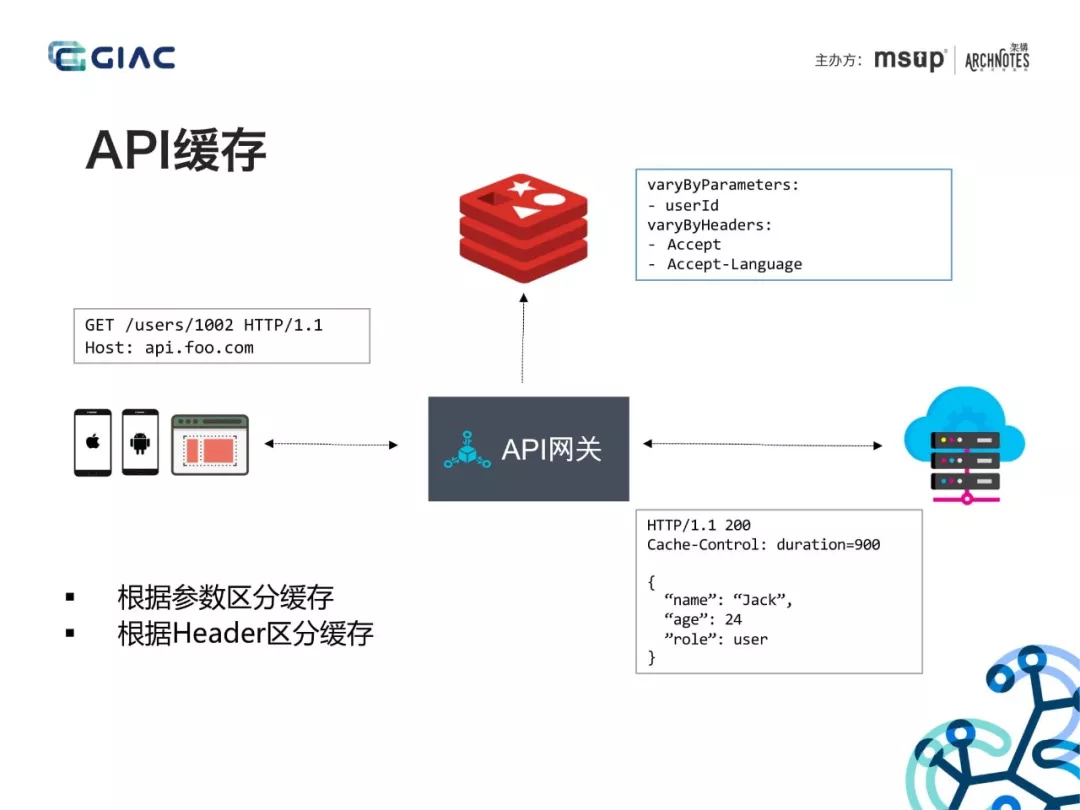 GIAC
主办方：
msup
架構
ARCHNOTES
API缓存
varyByParameters:
- userId
varyByHeaders:
- Accept
- Accept-Language
GET /users/1002 HTTP/1.1
Host: api.foo.com
API网关
HTTP/1.1 200
Cache-Control: duration=900
{
“name”: “Jack”,
“age”: 24
”role”: user
}
▪ 根据参数区分缓存
▪ 根据Header区分缓存